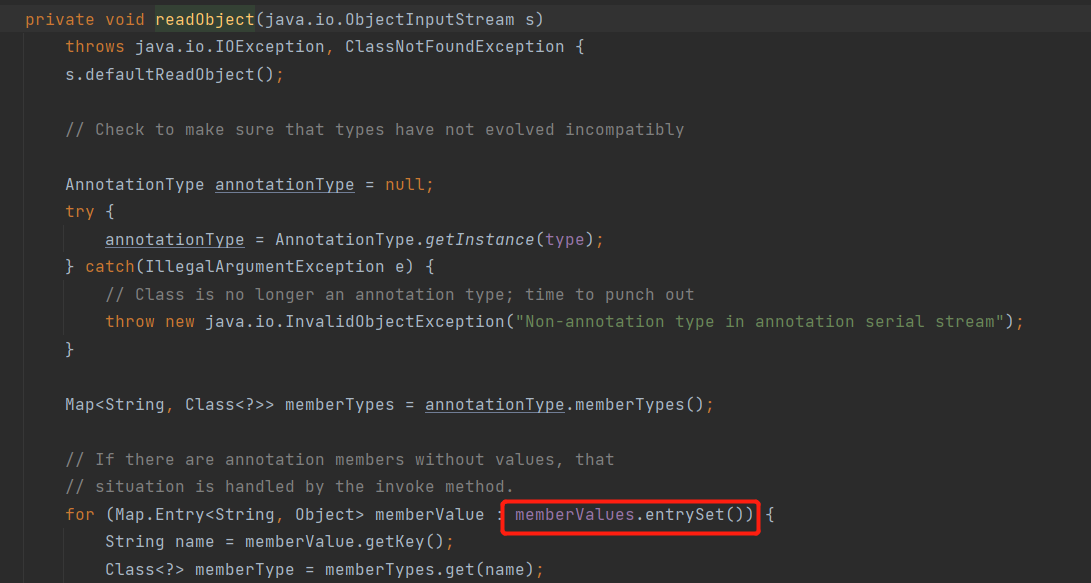 private void readObject(java.io.ObjectInputStream s)
throws java.io.IOException, ClassNotFoundException {
s.defaultReadObject();
// Check to make sure that types have not evolved incompatibly
AnnotationType annotationType = null;
try {
annotationType = AnnotationType.getInstance(type);
} catch(IllegalArgumentException e) {
// Class is no longer an annotation type; time to punch out
throw new java.io.InvalidObjectException("Non-annotation type in annotation serial stream");
}
Map<String, Class<?>> memberTypes = annotationType.memberTypes();
// If there are annotation members without values, that
// situation is handled by the invoke method.
for (Map.Entry<String, Object> memberValue : memberValues.entrySet()) {
String name = memberValue.getKey();
Class<?> memberType = memberTypes.get(name);